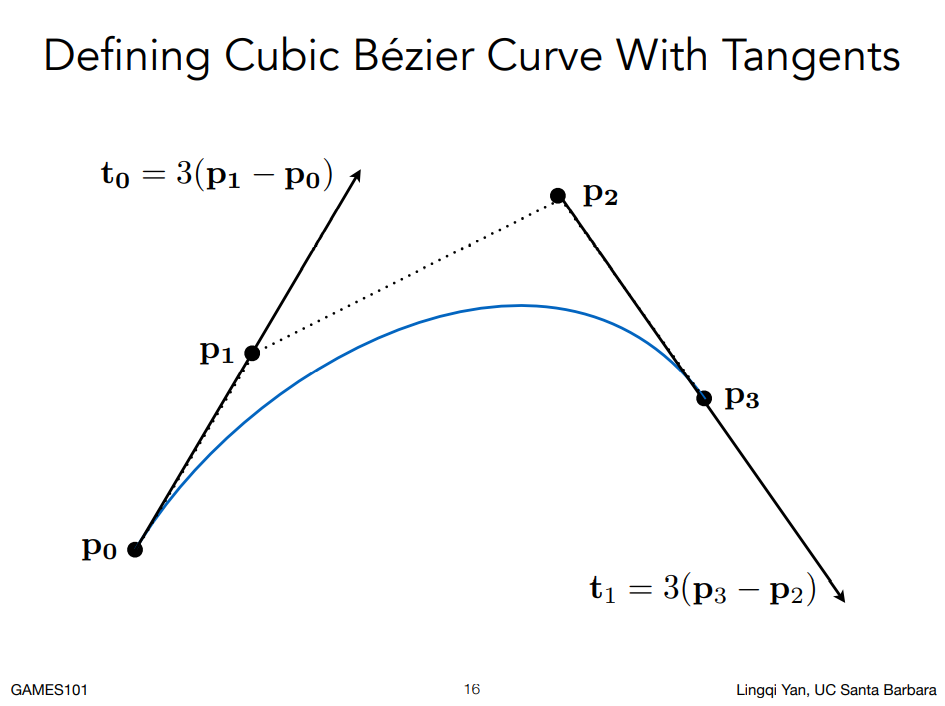 Defining Cubic Bézier Curve With Tangents
t₀ = 3(p₁ − p₀)
p₂
p₁
p₃
p₀
t₁ = 3(p₃ − p₂)
GAMES101
16
Lingqi Yan, UC Santa Barbara